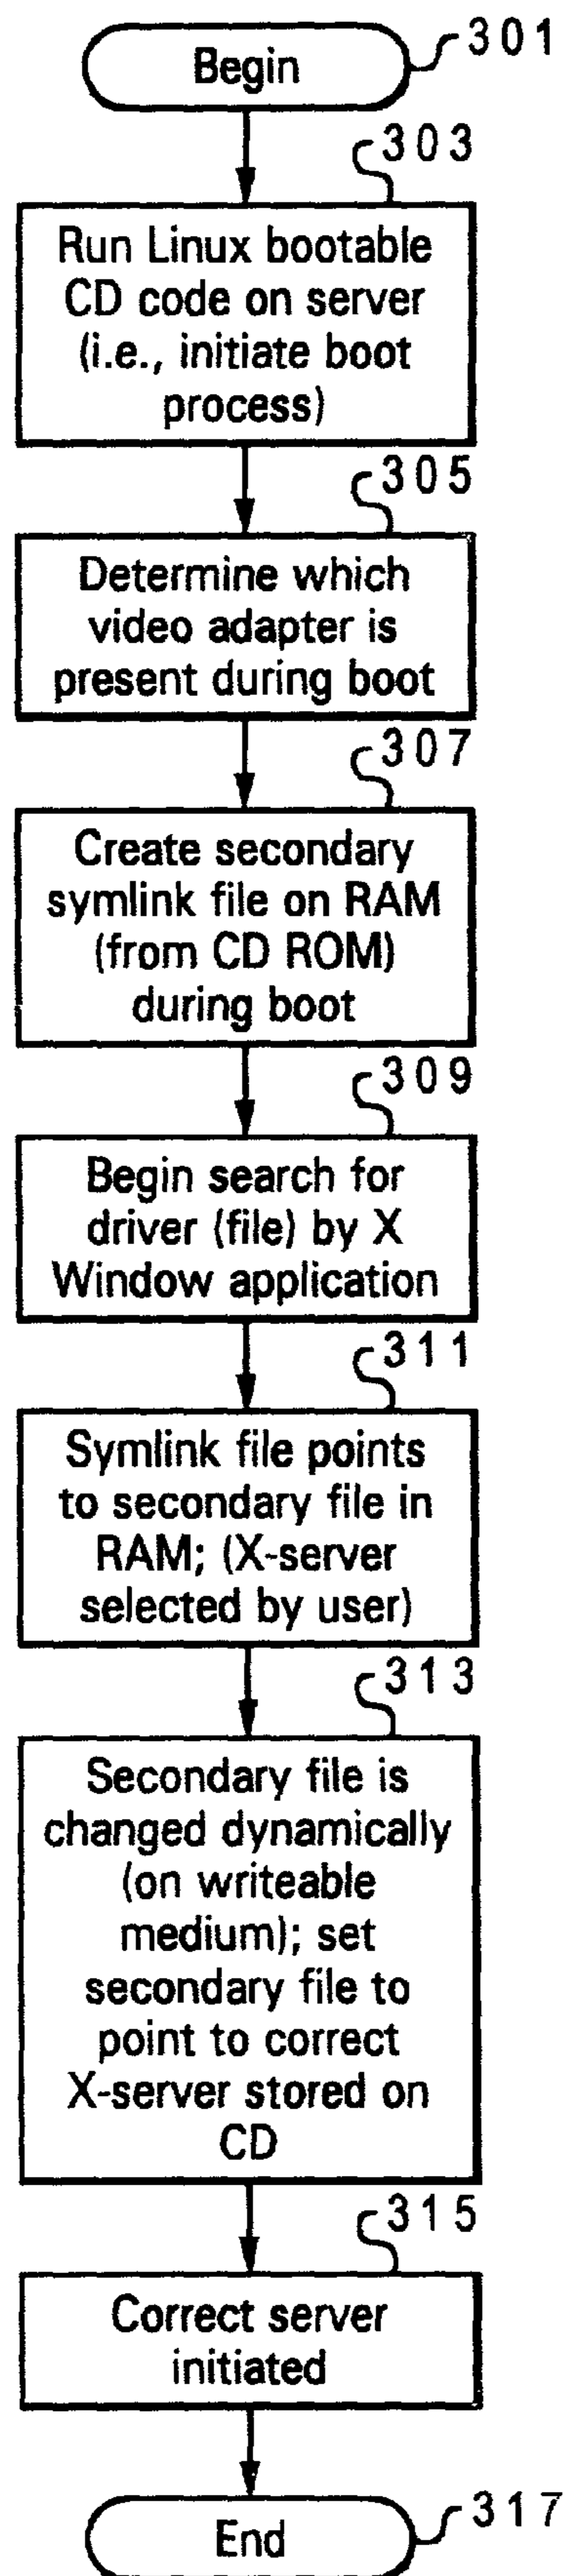 Begin
301
303
Run Linux bootable
CD code on server
(i.e., initiate boot
process)
305
Determine which
video adapter is
present during boot
307
Create secondary
symlink file on RAM
(from CD ROM)
during boot
309
Begin search for
driver (file) by X
Window application
311
Symlink file points
to secondary file in
RAM; (X-server
selected by user)
313
Secondary file is
changed dynamically
(on writeable
medium); set
secondary file to
point to correct
X-server stored on
CD
315
Correct server
initiated
End
317